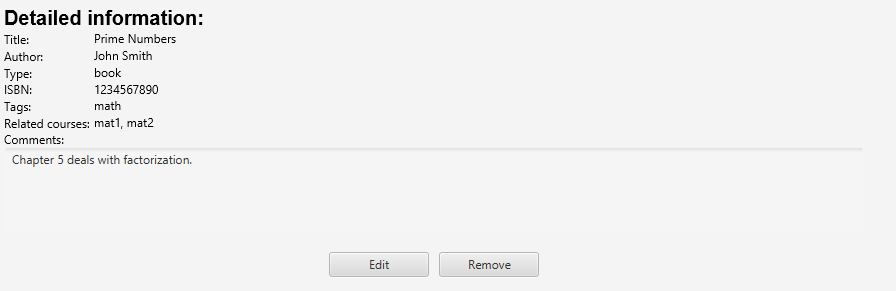 Detailed information:
Title: Prime Numbers
Author: John Smith
Type: book
ISBN: 1234567890
Tags: math
Related courses: mat1, mat2
Comments:
Chapter 5 deals with factorization.
Edit Remove